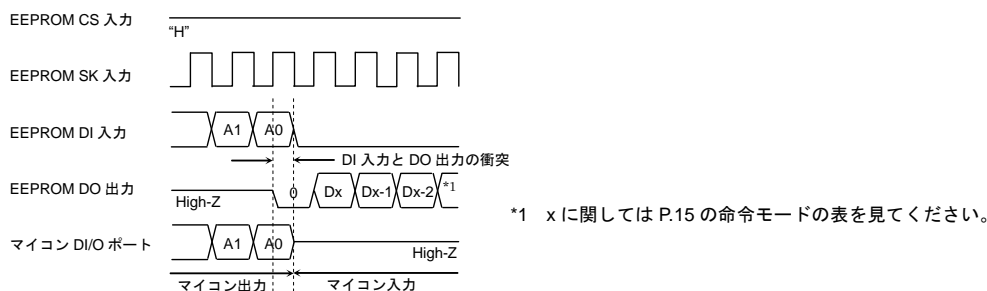 EEPROM CS 入力
“H”
EEPROM SK 入力
EEPROM DI 入力 A1 A0
DI 入力と DO 出力の衝突
EEPROM DO 出力 High-Z 0 Dx Dx-1 Dx-2 *1
*1 x に関しては P.15 の命令モードの表を見てください。
マイコン DI/O ポート A1 A0 High-Z
マイコン出力 マイコン入力